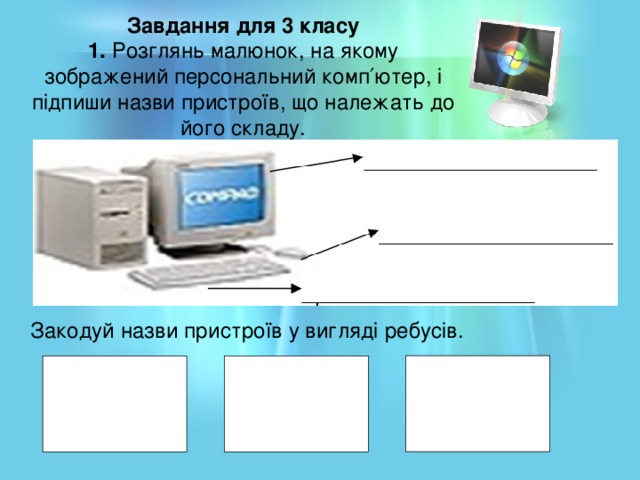 Завдання для 3 класу
1. Розглянь малюнок, на якому
зображений персональний комп′ютер, і
підпиши назви пристроїв, що належать до
його складу.
COMPAQ
Закодуй назви пристроїв у вигляді ребусів.